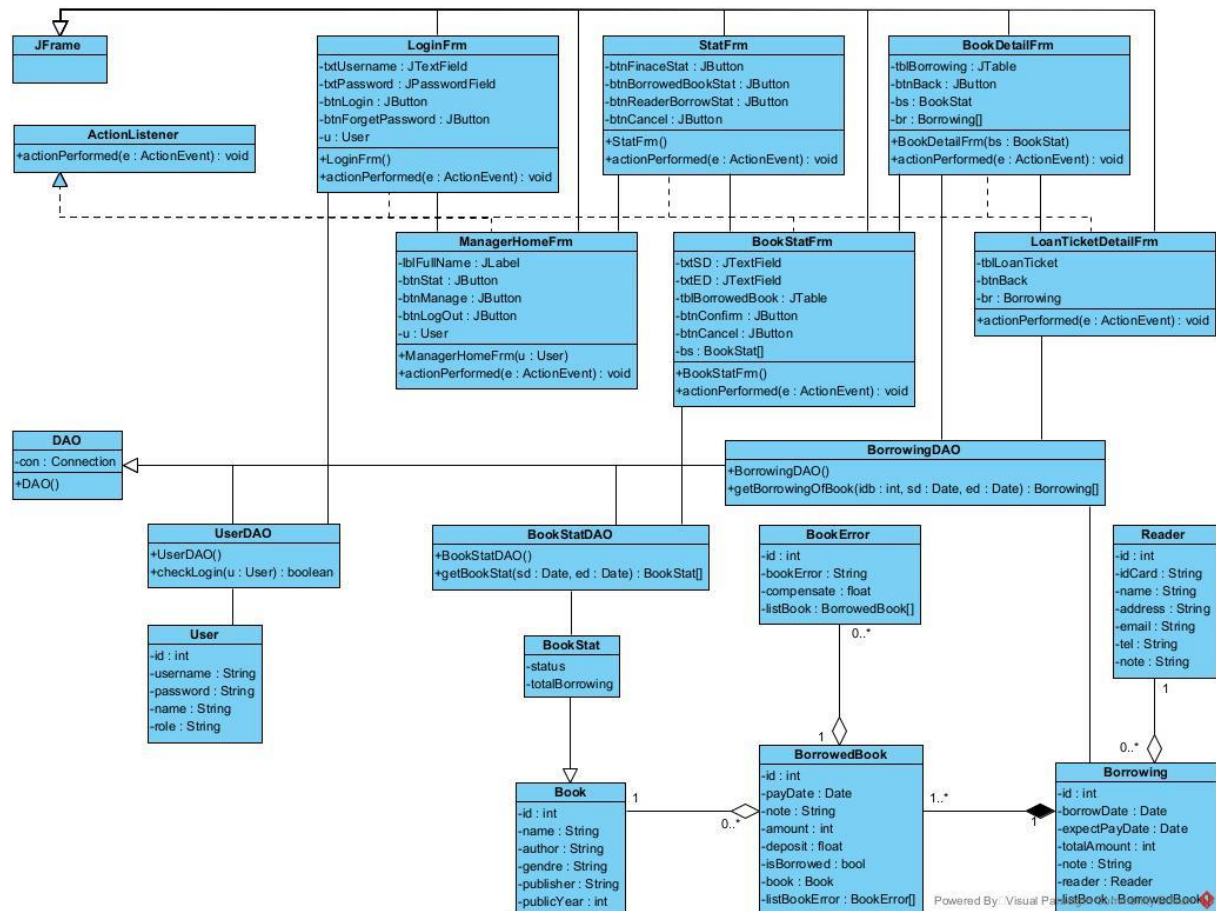 JFrame
ActionListener
+actionPerformed(e : ActionEvent) : void
LoginFrm
-txtUsername : JTextField
-txtPassword : JPasswordField
-btnLogin : JButton
-btnForgetPassword : JButton
-u : User
+LoginFrm()
+actionPerformed(e : ActionEvent) : void
StatFrm
-btnFinaceStat : JButton
-btnBorrowedBookStat : JButton
-btnReaderBorrowStat : JButton
-btnCancel : JButton
+StatFrm()
+actionPerformed(e : ActionEvent) : void
BookDetailFrm
-tblBorrowing : JTable
-btnBack : JButton
-bs : BookStat
-br : Borrowing[]
+BookDetailFrm(bs : BookStat)
+actionPerformed(e : ActionEvent) : void
ManagerHomeFrm
-lblFullName : JLabel
-btnStat : JButton
-btnManage : JButton
-btnLogOut : JButton
-u : User
+ManagerHomeFrm(u : User)
+actionPerformed(e : ActionEvent) : void
BookStatFrm
-txtSD : JTextField
-txtED : JTextField
-tblBorrowedBook : JTable
-btnConfirm : JButton
-btnCancel : JButton
-bs : BookStat[]
+BookStatFrm()
+actionPerformed(e : ActionEvent) : void
LoanTicketDetailFrm
-tblLoanTicket
-btnBack
-br : Borrowing
+actionPerformed(e : ActionEvent) : void
DAO
-con : Connection
+DAO()
BorrowingDAO
+BorrowingDAO()
+getBorrowingOfBook(idb : int, sd : Date, ed : Date) : Borrowing[]
UserDAO
+UserDAO()
+checkLogin(u : User) : boolean
BookStatDAO
+BookStatDAO()
+getBookStat(sd : Date, ed : Date) : BookStat[]
BookError
-id : int
-bookError : String
-compensate : float
-listBook : BorrowedBook[]
0..*
Reader
-id : int
-idCard : String
-name : String
-address : String
-email : String
-tel : String
-note : String
1
User
-id : int
-username : String
-password : String
-name : String
-role : String
BookStat
-status
-totalBorrowing
1
0..*
Book
-id : int
-name : String
-author : String
-gendre : String
-publisher : String
-publicYear : int
1
0..*
BorrowedBook
-id : int
-payDate : Date
-note : String
-amount : int
-deposit : float
-isBorrowed : bool
-book : Book
-listBookError : BookError[]
1..*
1
Borrowing
-id : int
-borrowDate : Date
-expectPayDate : Date
-totalAmount : int
-note : String
-reader : Reader
-listBook : BorrowedBook[]
Powered By: Visual